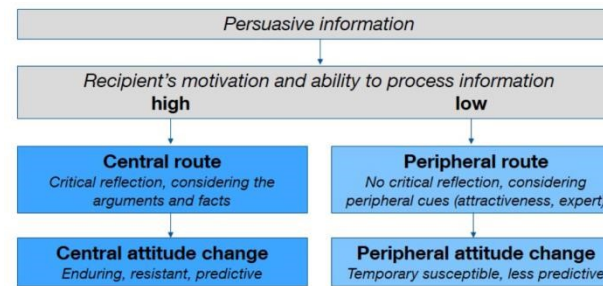 Persuasive information
Recipient's motivation and ability to process information
high low
Central route
Critical reflection, considering the
arguments and facts
Peripheral route
No critical reflection, considering
peripheral cues (attractiveness, expert)
Central attitude change
Enduring, resistant, predictive
Peripheral attitude change
Temporary susceptible, less predictive